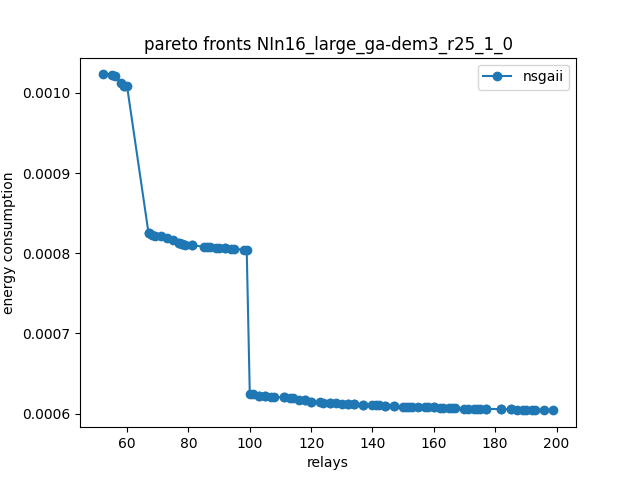 pareto fronts NIn16_large_ga-dem3_r25_1_0
nsgaii
energy consumption
0.0010
0.0009
0.0008
0.0007
0.0006
60 80 100 120 140 160 180 200
relays